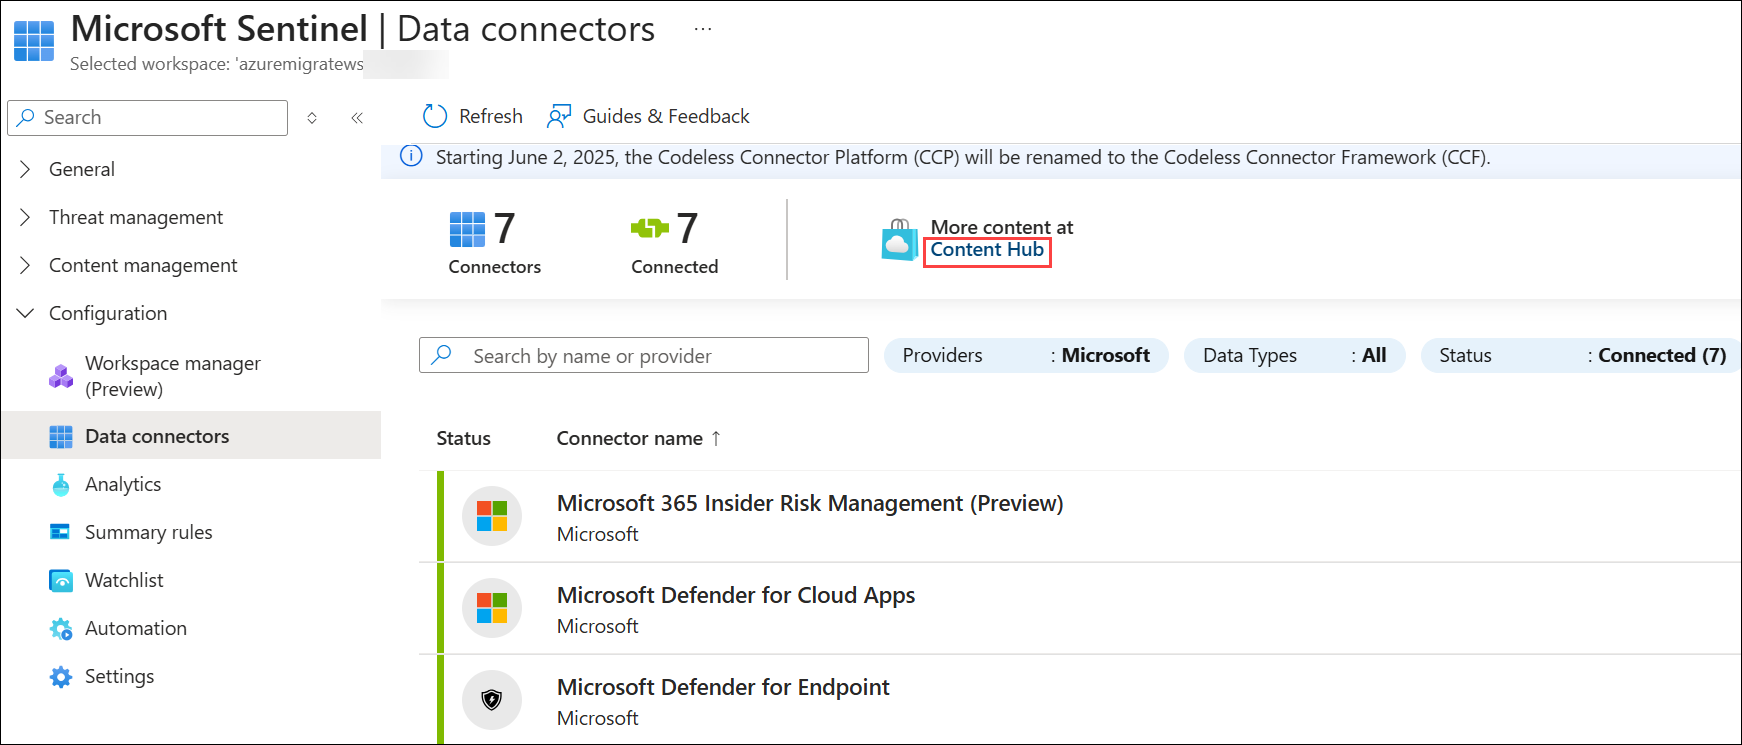 Microsoft Sentinel | Data connectors ...
Selected workspace: 'azuremigratews
Search
General
Threat management
Content management
Configuration
Workspace manager
(Preview)
Data connectors
Analytics
Summary rules
Watchlist
Automation
Settings
Refresh
Guides & Feedback
Starting June 2, 2025, the Codeless Connector Platform (CCP) will be renamed to the Codeless Connector Framework (CCF).
7
Connectors
7
Connected
More content at
Content Hub
Search by name or provider
Providers : Microsoft
Data Types : All
Status : Connected (7)
Status Connector name ↑
Microsoft 365 Insider Risk Management (Preview)
Microsoft
Microsoft Defender for Cloud Apps
Microsoft
Microsoft Defender for Endpoint
Microsoft